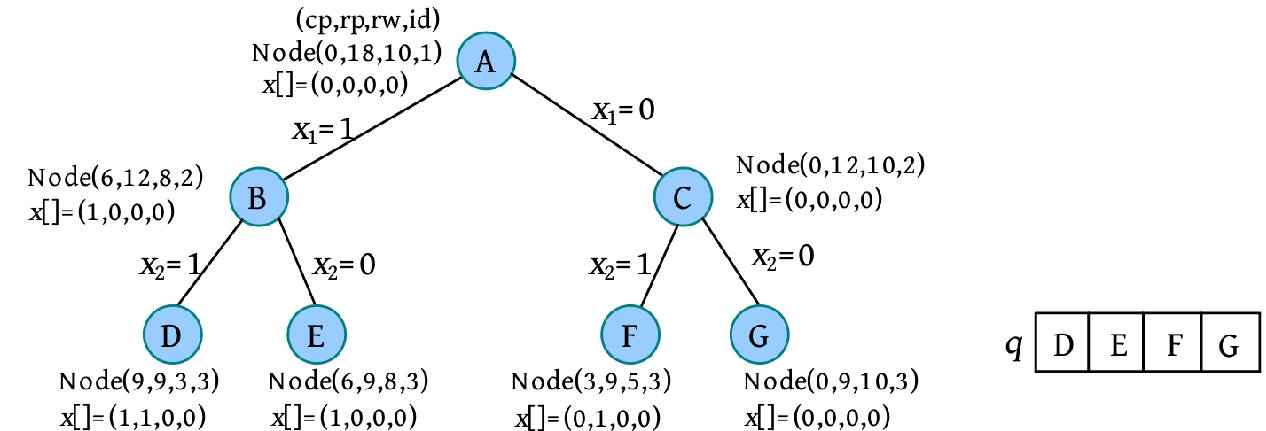 (cp,rp,rw,id)
Node(0,18,10,1)
x[]=(0,0,0,0)
A
x₁=1
x₁=0
Node(6,12,8,2)
x[]=(1,0,0,0)
B
C
Node(0,12,10,2)
x[]=(0,0,0,0)
x₂=1
x₂=0
x₂=1
x₂=0
D
E
F
G
q D E F G
Node(9,9,3,3)
x[]=(1,1,0,0)
Node(6,9,8,3)
x[]=(1,0,0,0)
Node(3,9,5,3)
x[]=(0,1,0,0)
Node(0,9,10,3)
x[]=(0,0,0,0)